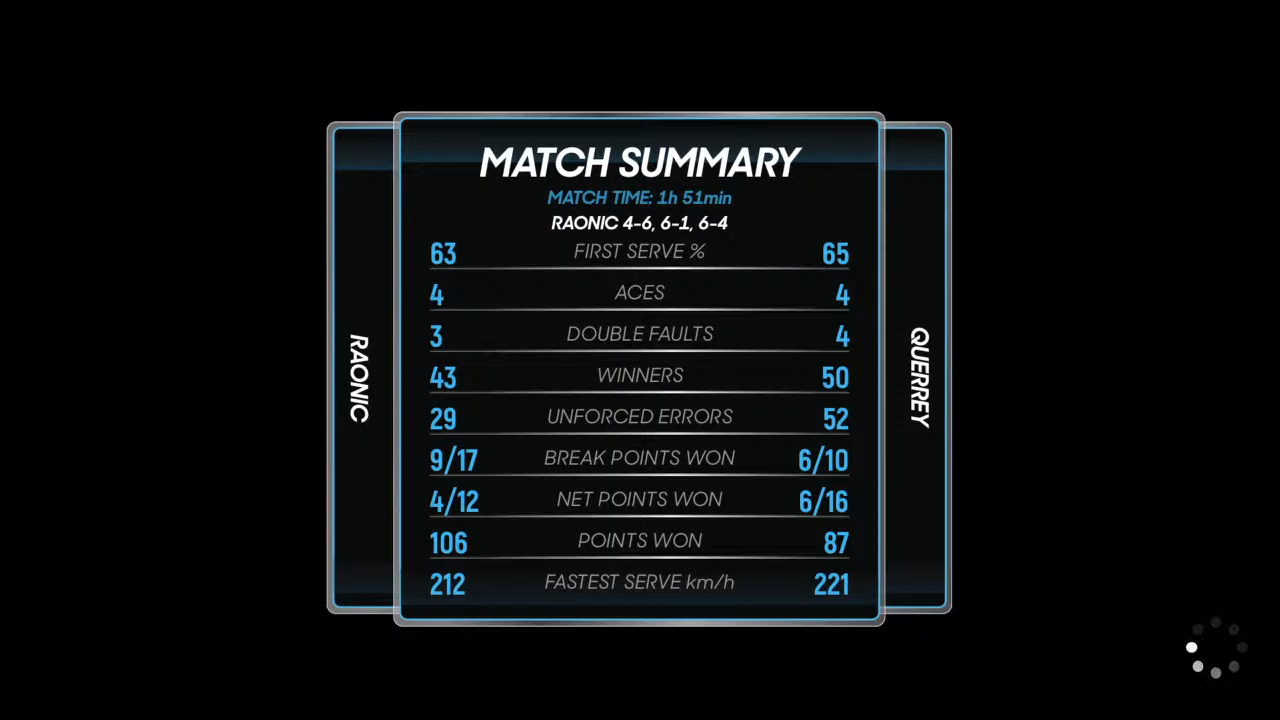 MATCH SUMMARY
MATCH TIME: 1h 51min
RAONIC 4-6, 6-1, 6-4
63 FIRST SERVE % 65
4 ACES 4
3 DOUBLE FAULTS 4
43 WINNERS 50
29 UNFORCED ERRORS 52
9/17 BREAK POINTS WON 6/10
4/12 NET POINTS WON 6/16
106 POINTS WON 87
212 FASTEST SERVE km/h 221
RAONIC
QUERREY